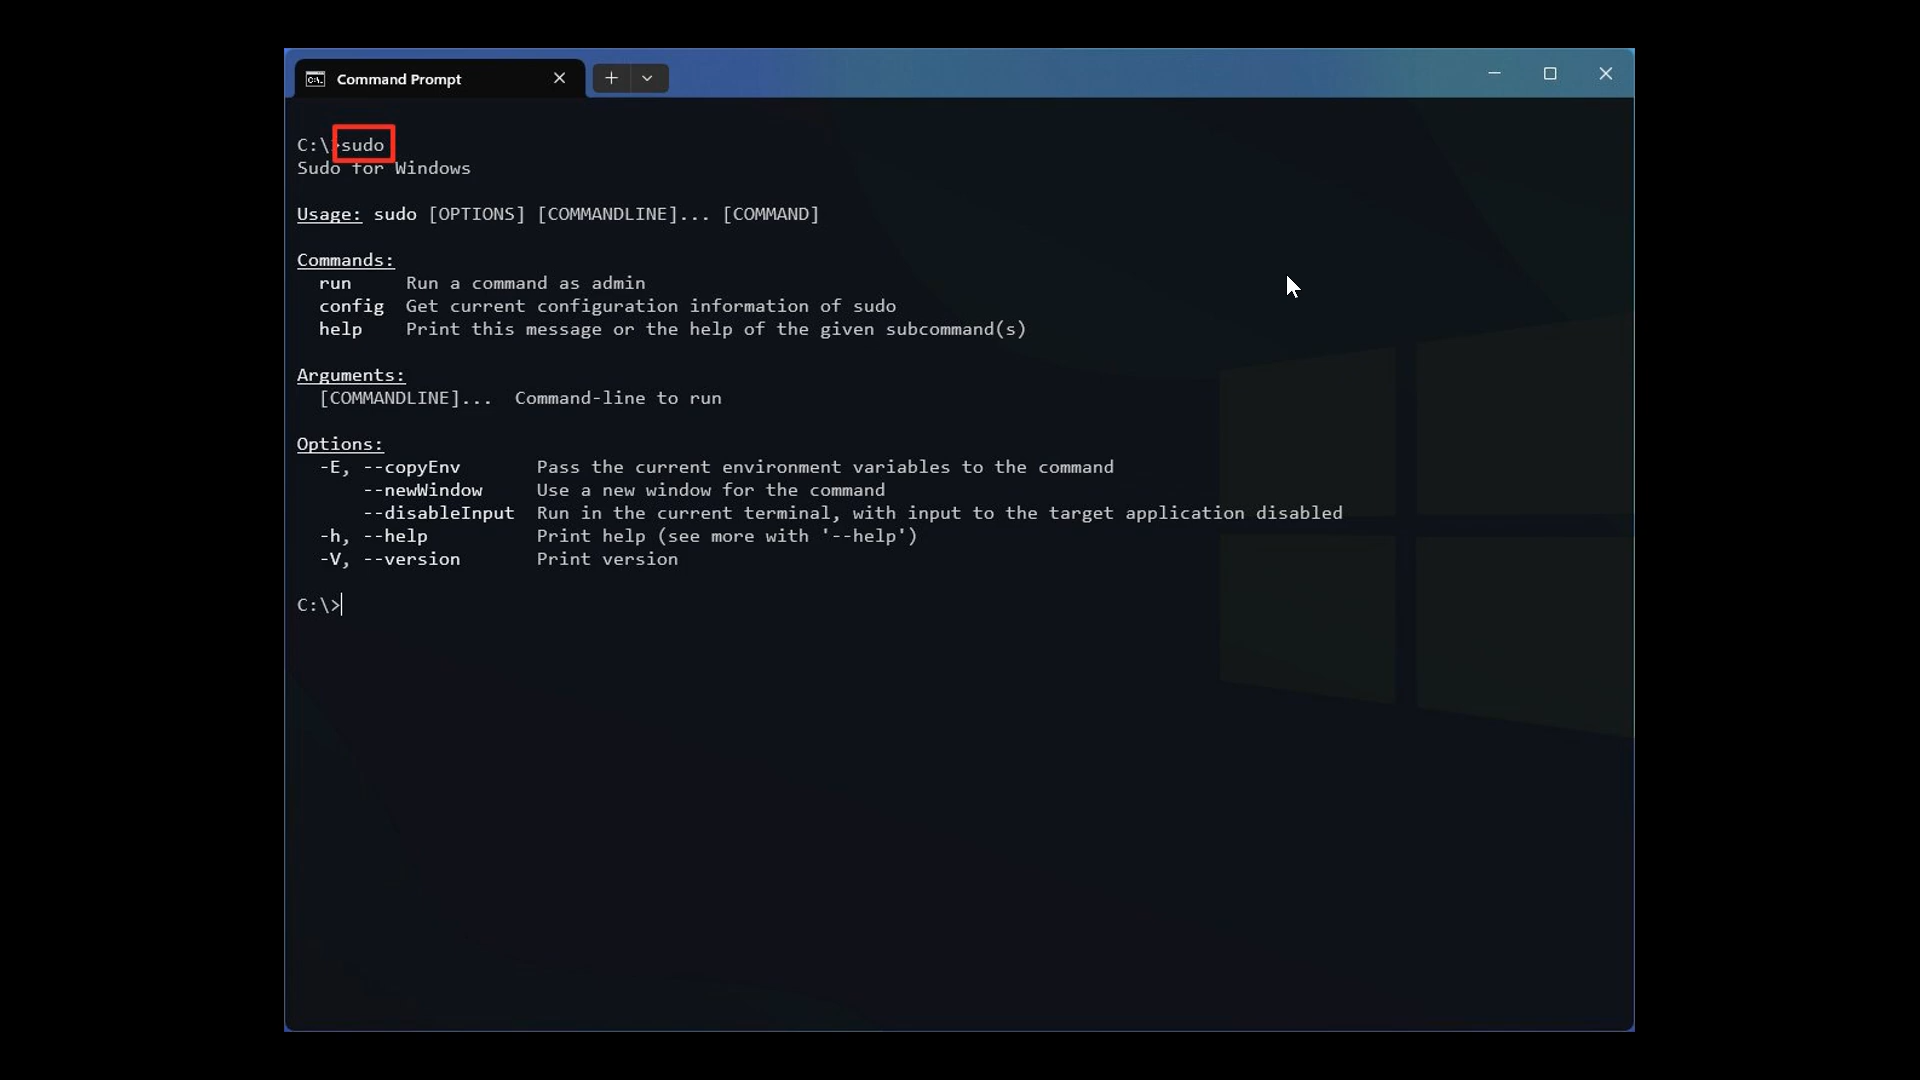 Command Prompt
C:\>sudo
Sudo for Windows
Usage: sudo [OPTIONS] [COMMANDLINE]... [COMMAND]
Commands:
run Run a command as admin
config Get current configuration information of sudo
help Print this message or the help of the given subcommand(s)
Arguments:
[COMMANDLINE]... Command-line to run
Options:
-E, --copyEnv Pass the current environment variables to the command
--newWindow Use a new window for the command
--disableInput Run in the current terminal, with input to the target application disabled
-h, --help Print help (see more with '--help')
-V, --version Print version
C:\>